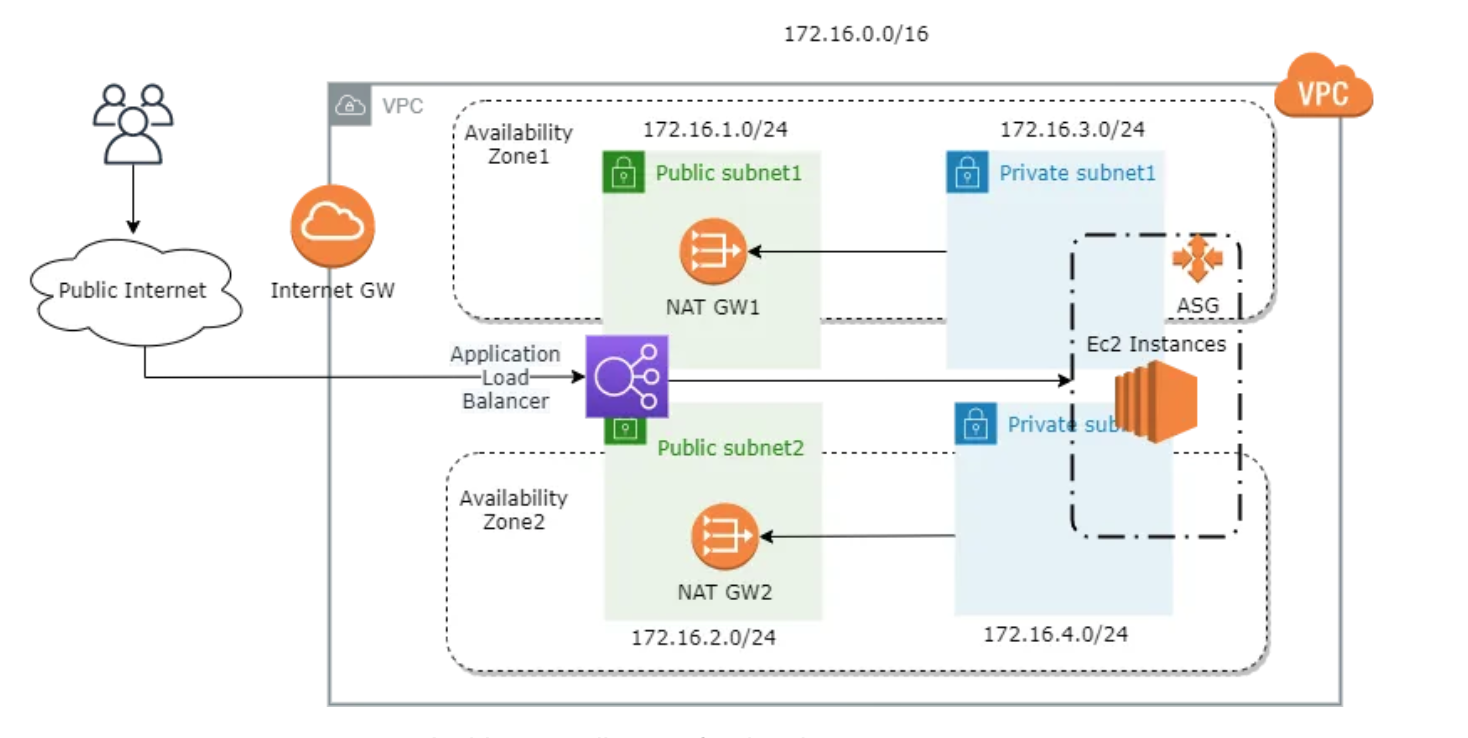 172.16.0.0/16
VPC
VPC
Availability
Zone1
172.16.1.0/24
172.16.3.0/24
Public subnet1
Private subnet1
Public Internet
Internet GW
NAT GW1
ASG
Ec2 Instances
Application
Load
Balancer
Public subnet2
Private sub
Availability
Zone2
NAT GW2
172.16.2.0/24
172.16.4.0/24